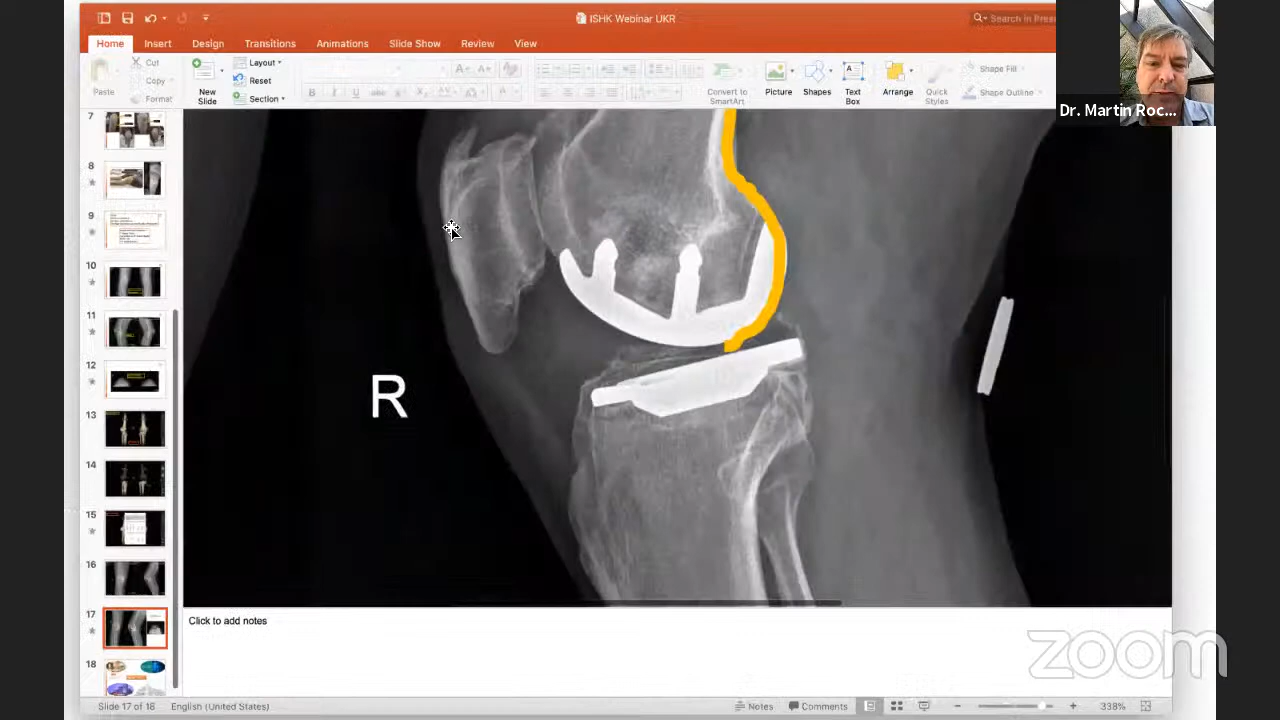 ISHK Webinar UKR
Search in Prese
Home Insert Design Transitions Animations Slide Show Review View
Paste
Cut
Copy
Format
New Slide
Layout
Reset
Section
Convert to SmartArt
Picture
Shapes
Text Box
Arrange
Quick Styles
Shape Fill
Shape Outline
Dr. Martin Roc...
7
8
9
10
11
12
13
14
15
16
17
18
R
Click to add notes
zoom
Slide 17 of 18 English (United States) Notes Comments 338%